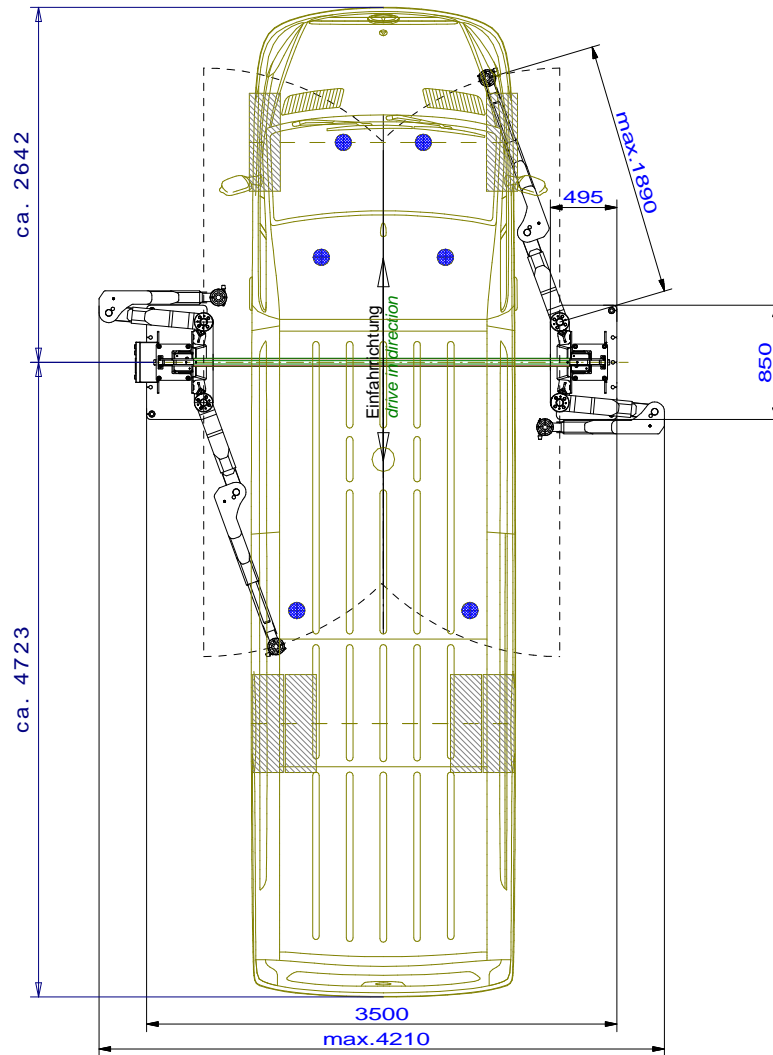 ca. 2642
max.1890
495
850
Einfahrrichtung
drive in direction
ca. 4723
3500
max.4210